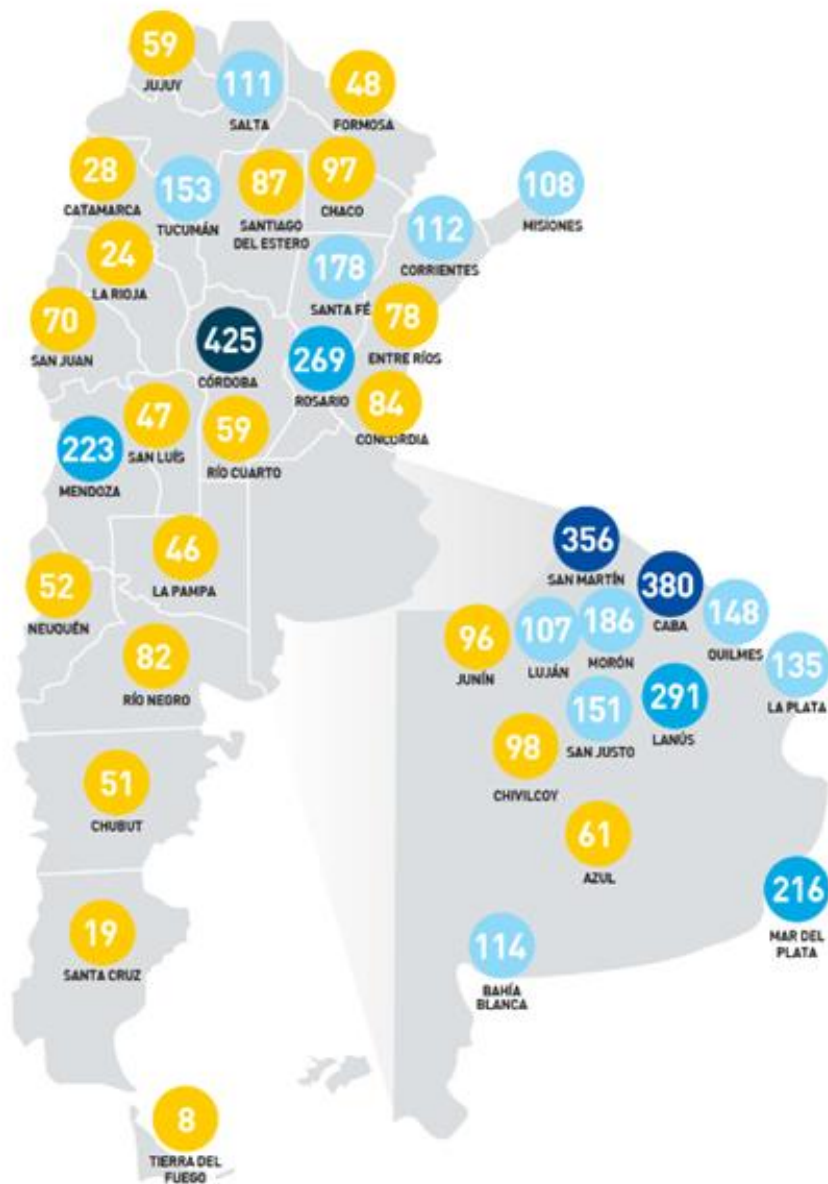 59
JUJUY
111
SALTA
48
FORMOSA
28
CATAMARCA
153
TUCUMÁN
87
SANTIAGO
DEL ESTERO
97
CHACO
108
MISIONES
112
CORRIENTES
24
LA RIOJA
178
SANTA FÉ
70
SAN JUAN
425
CÓRDOBA
269
ROSARIO
78
ENTRE RÍOS
84
CONCORDIA
47
SAN LUÍS
59
RÍO CUARTO
223
MENDOZA
46
LA PAMPA
52
NEUQUÉN
82
RÍO NEGRO
51
CHUBUT
19
SANTA CRUZ
8
TIERRA DEL
FUEGO
356
SAN MARTÍN
380
CABA
148
QUILMES
96
JUNÍN
107
LUJÁN
186
MORÓN
135
LA PLATA
291
LANÚS
151
SAN JUSTO
98
CHIVILCOY
61
AZUL
216
MAR DEL
PLATA
114
BAHÍA
BLANCA